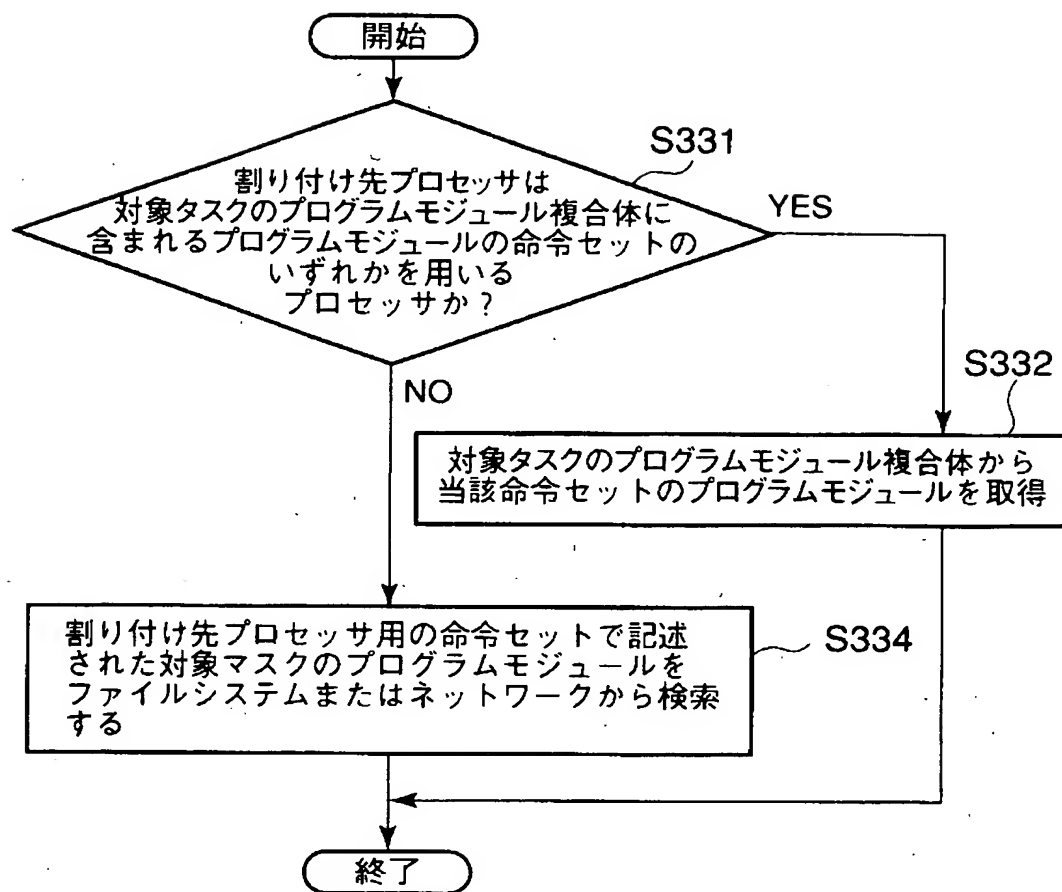 開始
S331
割り付け先プロセッサは
対象タスクのプログラムモジュール複合体に
含まれるプログラムモジュールの命令セットの
いずれかを用いる
プロセッサか?
YES
NO
S332
対象タスクのプログラムモジュール複合体から
当該命令セットのプログラムモジュールを取得
割り付け先プロセッサ用の命令セットで記述
された対象マスクのプログラムモジュールを
ファイルシステムまたはネットワークから検索
する
S334
終了